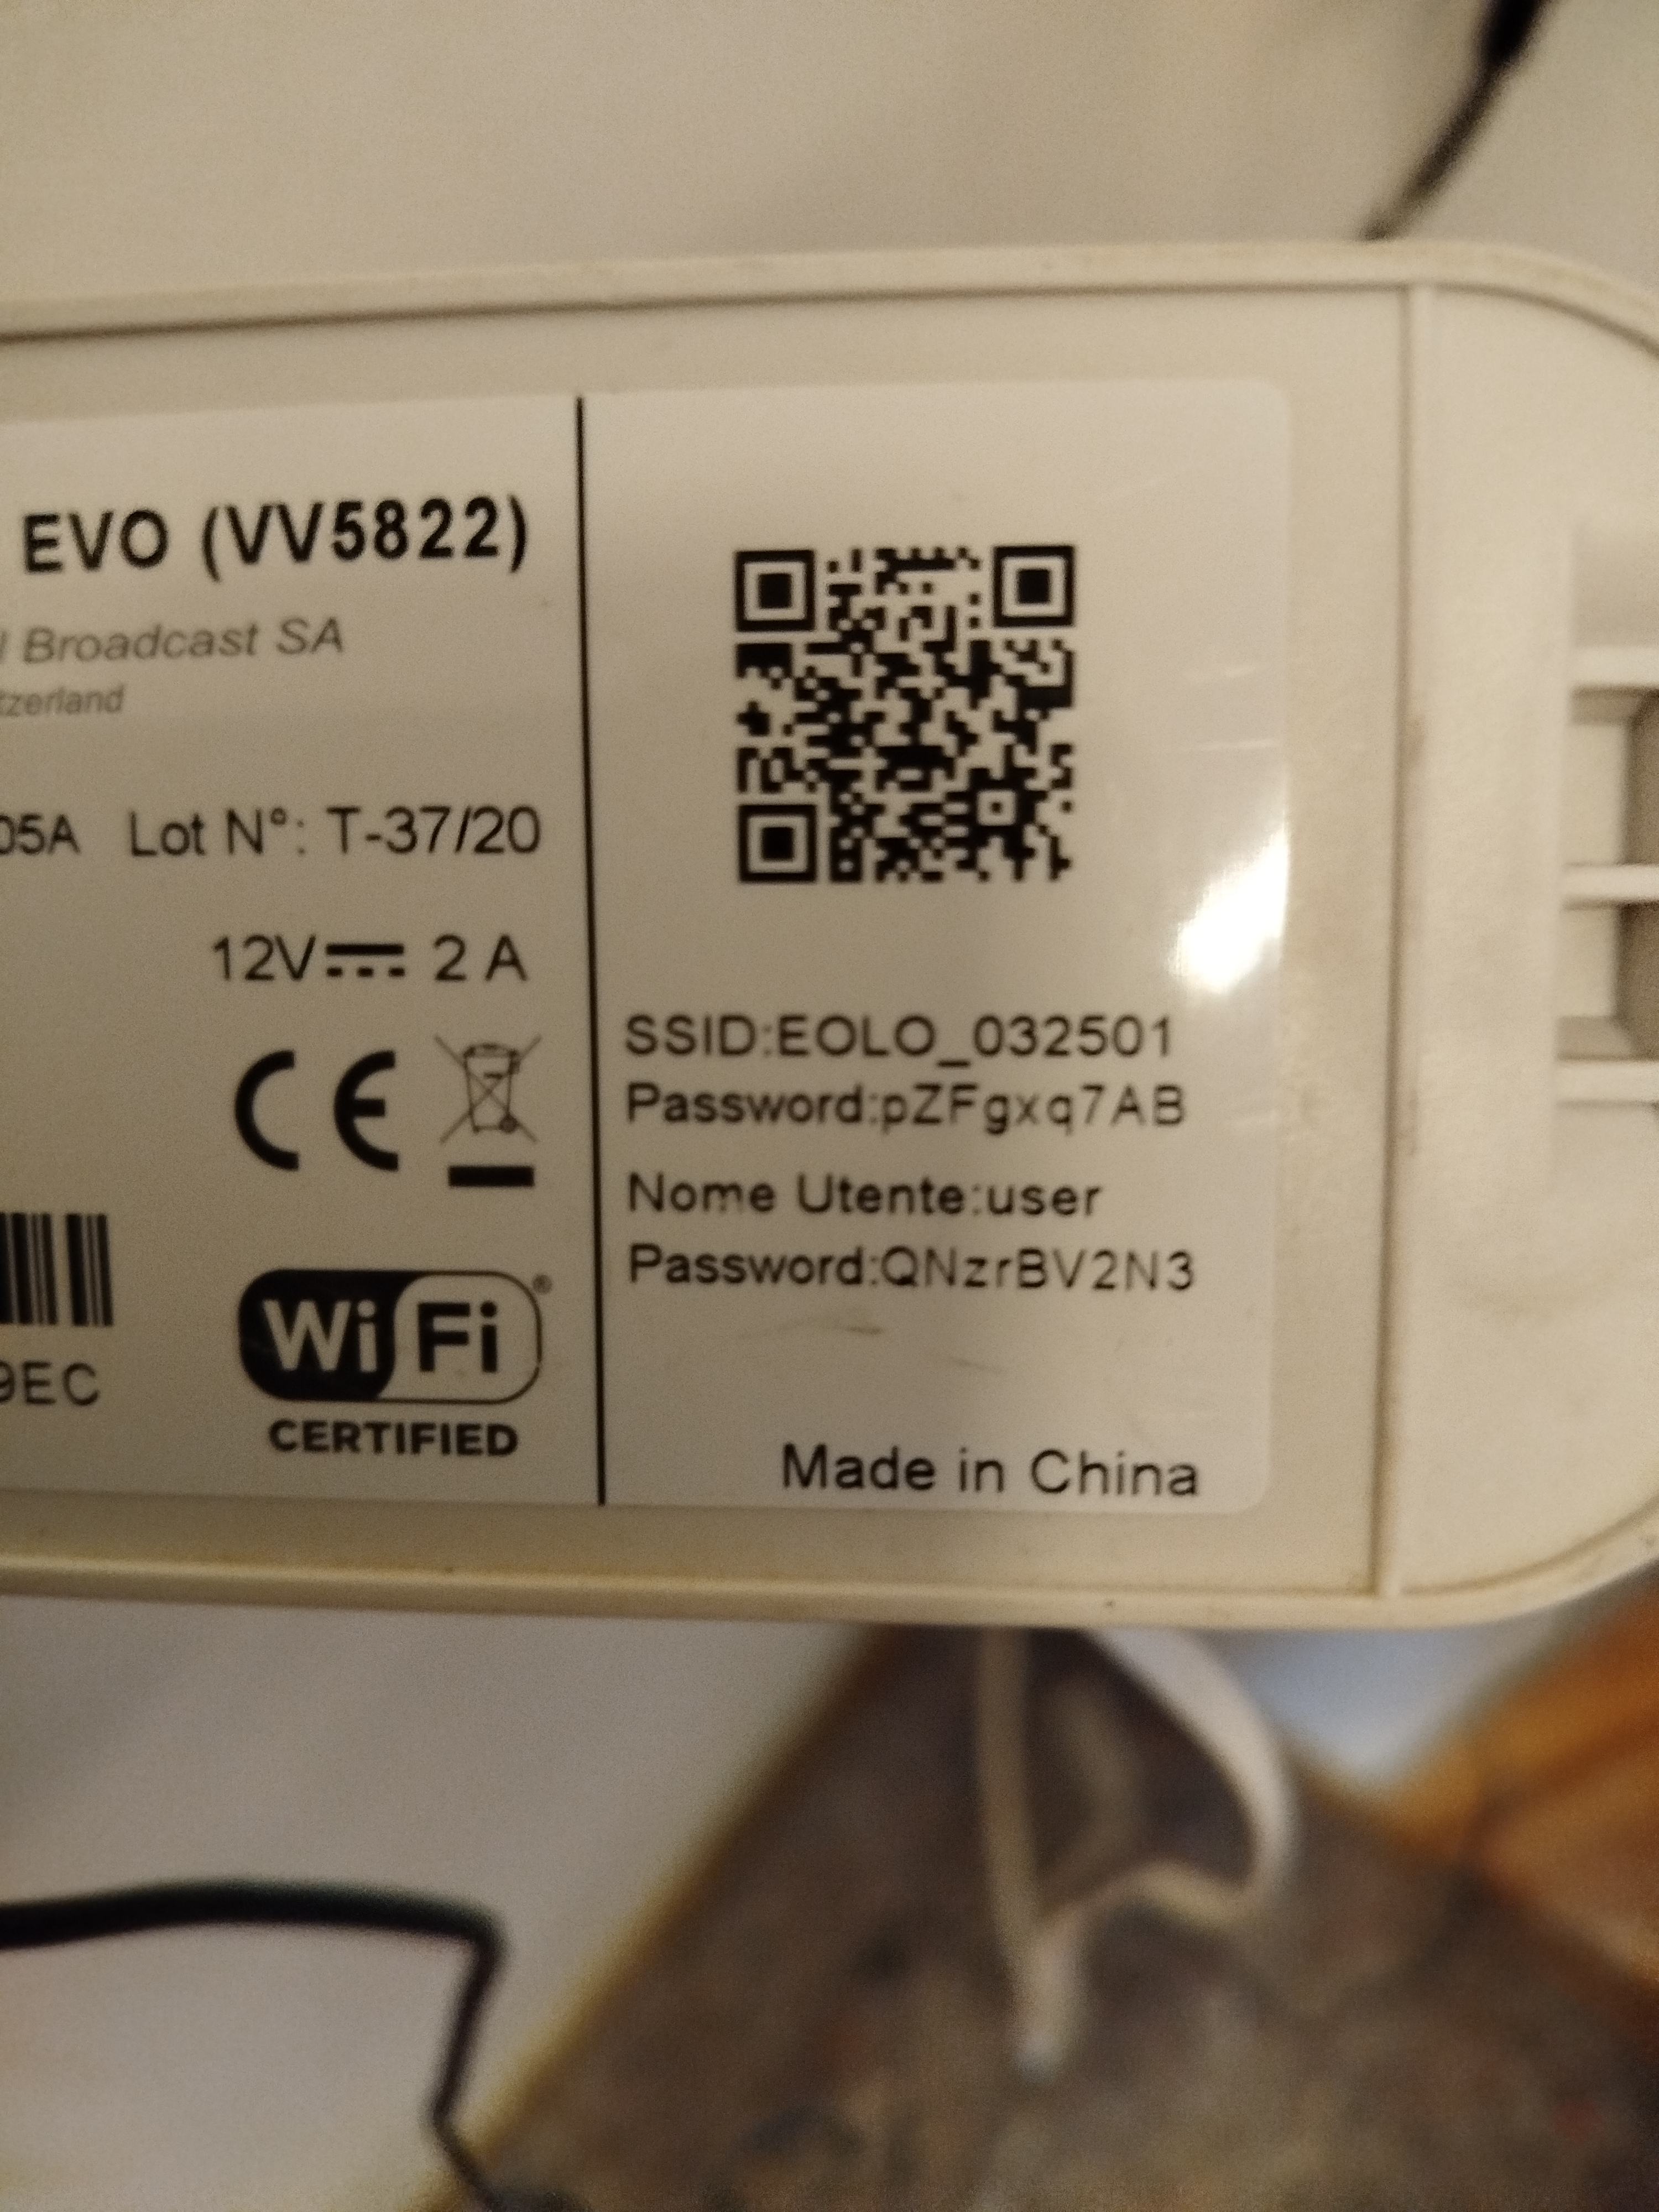 EVO (VV5822)
l Broadcast SA
tzerland
05A Lot N°: T-37/20
12V 2 A
CE
9EC
WiFi®
CERTIFIED
SSID:EOLO_032501
Password:pZFgxq7AB
Nome Utente:user
Password:QNzrBV2N3
Made in China